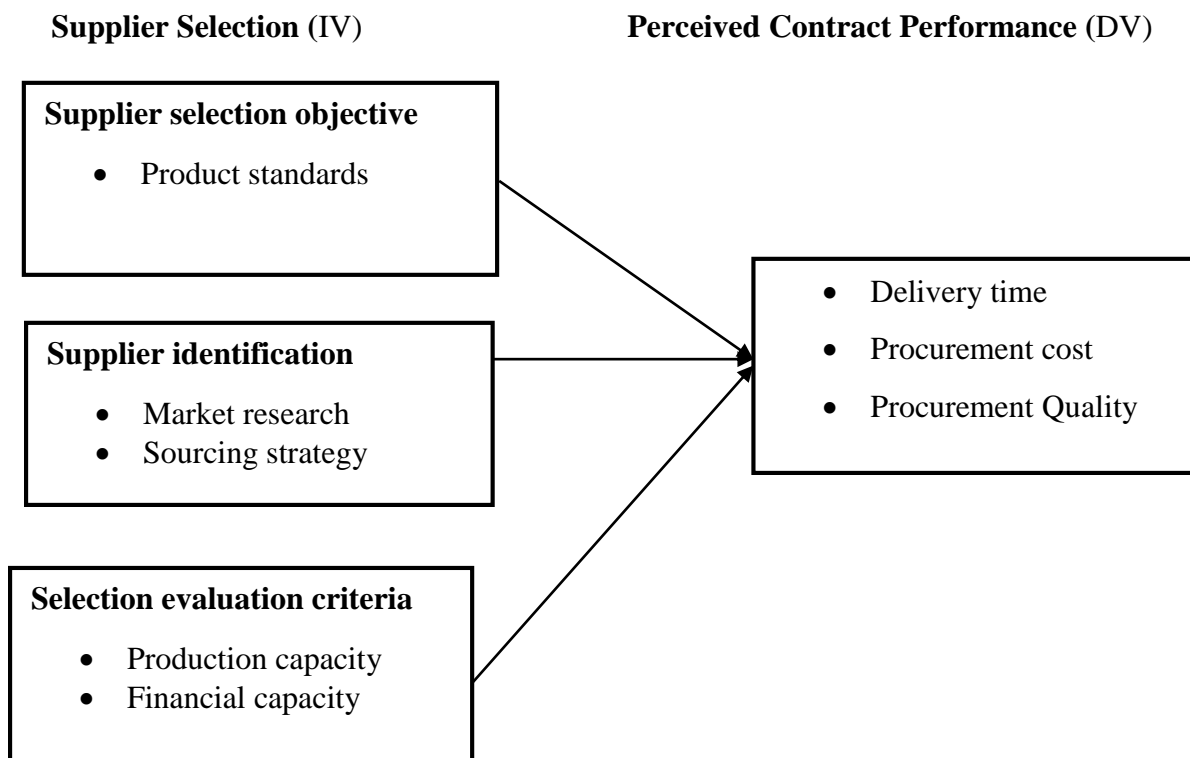 Supplier Selection (IV)
Perceived Contract Performance (DV)
Supplier selection objective
• Product standards
Supplier identification
• Market research
• Sourcing strategy
Selection evaluation criteria
• Production capacity
• Financial capacity
• Delivery time
• Procurement cost
• Procurement Quality